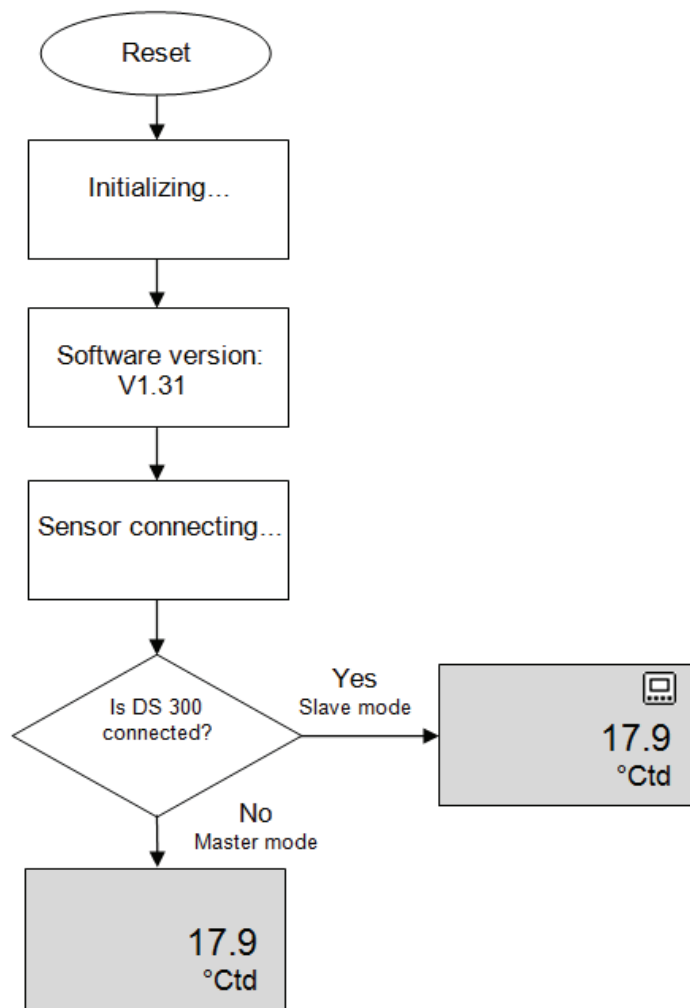 Reset
Initializing...
Software version:
V1.31
Sensor connecting...
Is DS 300
connected?
Yes
Slave mode
17.9
°Ctd
No
Master mode
17.9
°Ctd